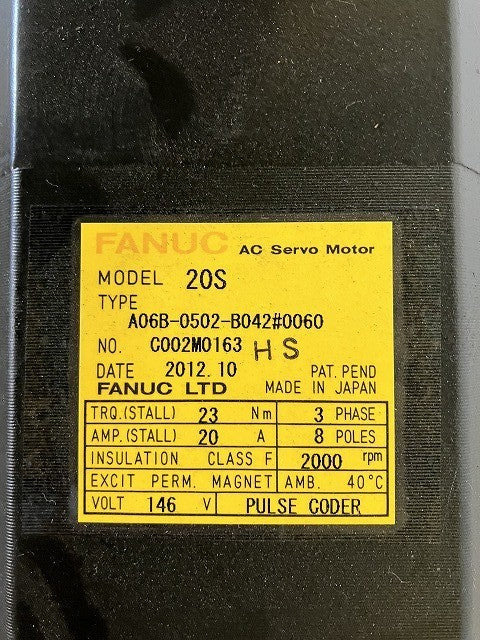 FANUC AC Servo Motor
MODEL 20S
TYPE
A06B-0502-B042#0060
NO. C002M0163 HS
DATE 2012.10 PAT. PEND
FANUC LTD MADE IN JAPAN
TRQ.(STALL) 23 Nm 3 PHASE
AMP.(STALL) 20 A 8 POLES
INSULATION CLASS F 2000 rpm
EXCIT PERM. MAGNET AMB. 40°C
VOLT 146 V PULSE CODER